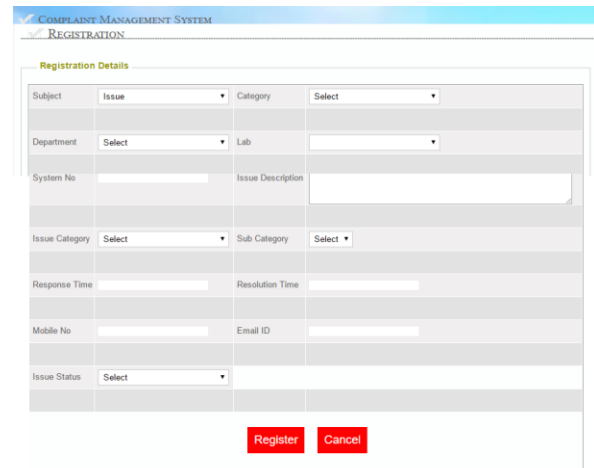 COMPLAINT MANAGEMENT SYSTEM
REGISTRATION
Registration Details
Subject Issue Category Select
Department Select Lab
System No Issue Description
Issue Category Select Sub Category Select
Response Time Resolution Time
Mobile No Email ID
Issue Status Select
Register Cancel